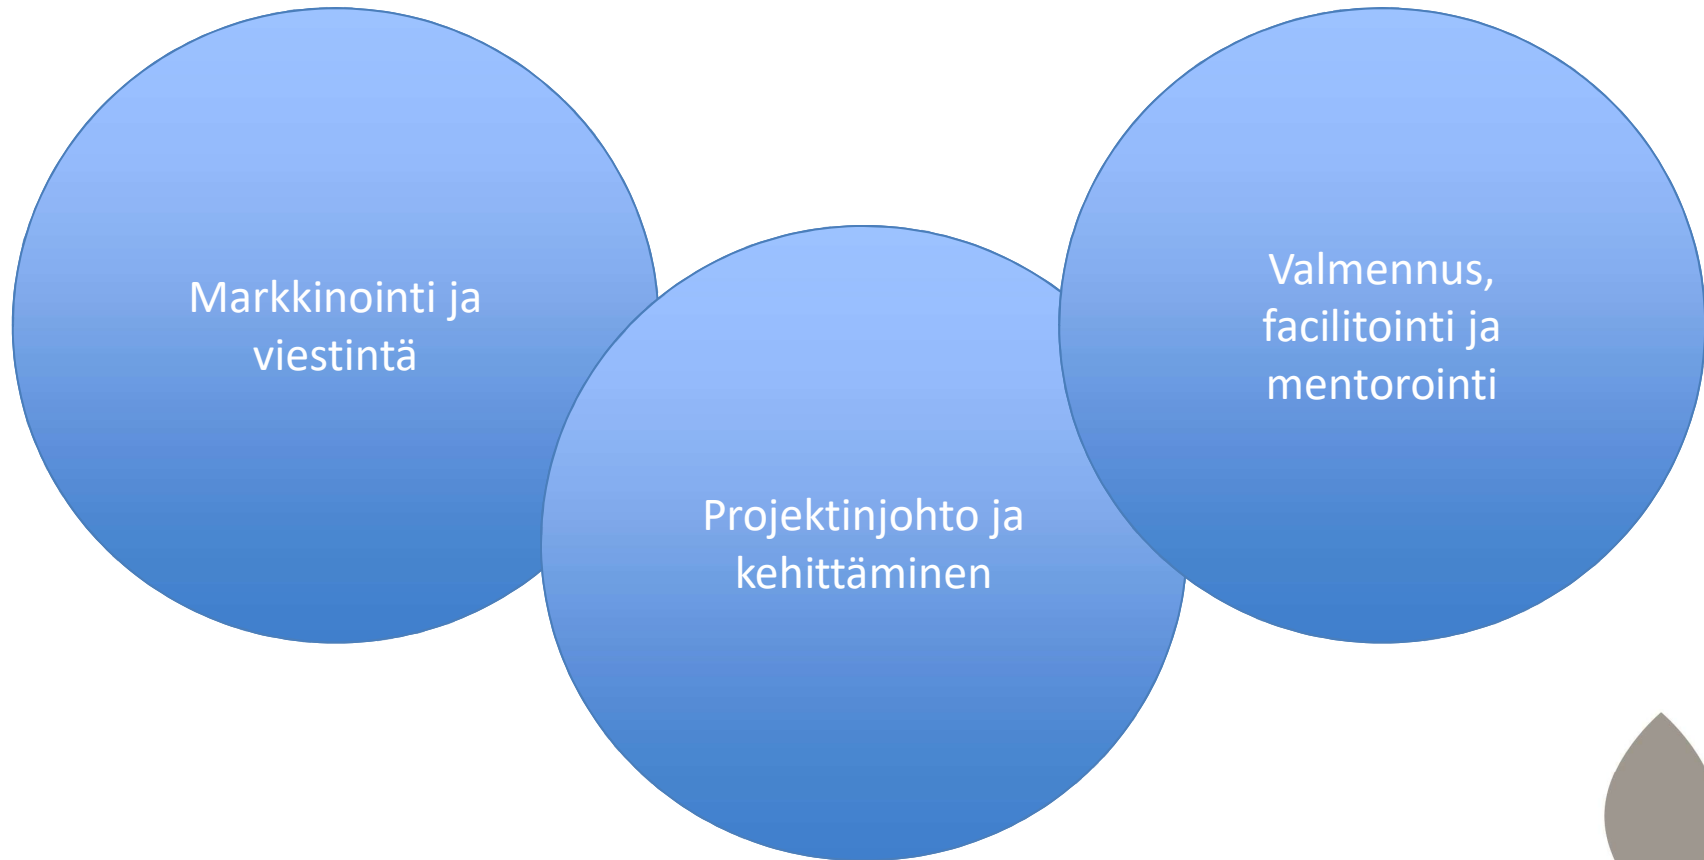 Markkinointi ja
viestintä
Projektinjohto ja
kehittäminen
Valmennus,
facilitointi ja
mentorointi